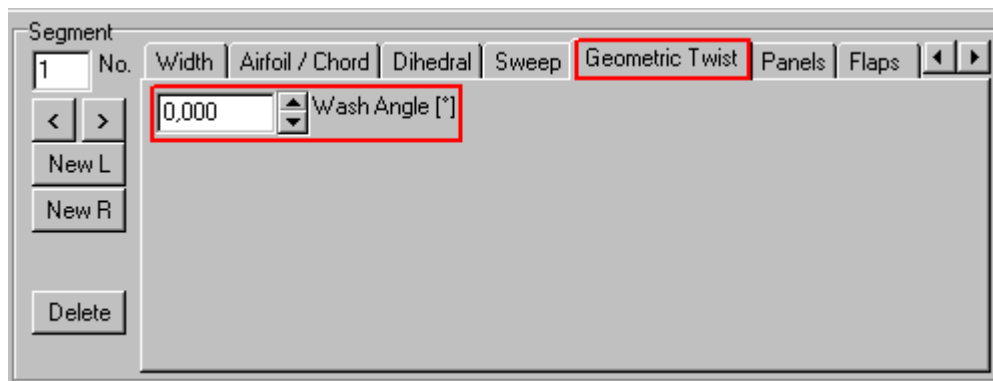 Segment
1 No. Width Airfoil / Chord Dihedral Sweep Geometric Twist Panels Flaps
0,000 Wash Angle [°]
< >
New L
New R
Delete